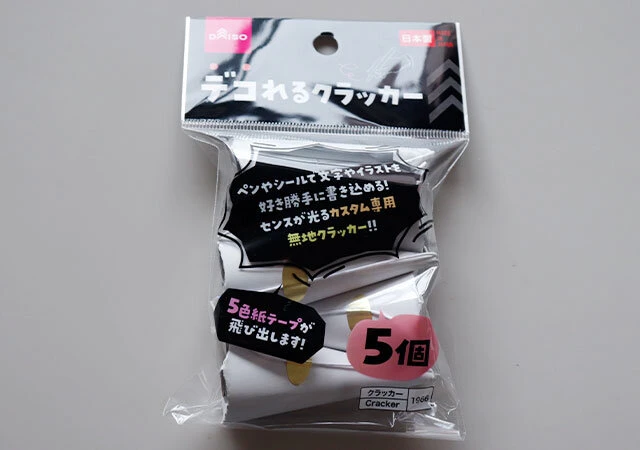 DAISO
日本製
デコれるクラッカー
ペンやシールで文字やイラストを
好き勝手に書き込める!
センスが光るカスタム専用
無地クラッカー!!
5色紙テープが
飛び出します!
5個
クラッカー
Cracker
1966